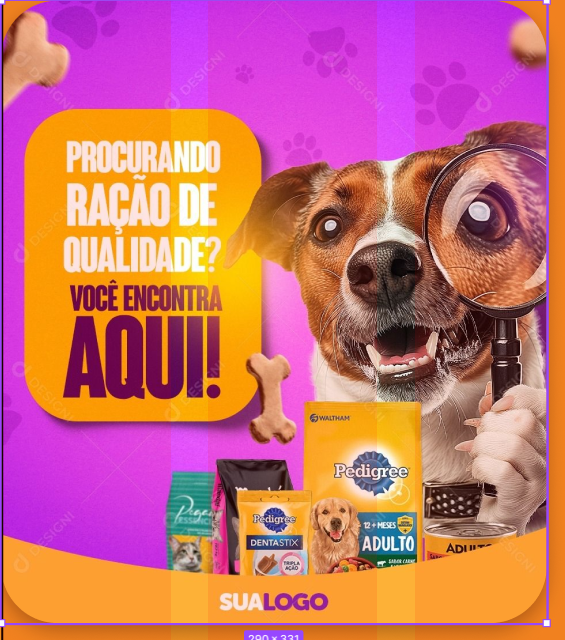 PROCURANDO
RAÇÃO DE
QUALIDADE?
VOCÊ ENCONTRA
AQUI!
WALTHAM
Pedigree
12+ MESES
ADULTO
SABOR CARNE
Pedigree
DENTASTIX
TRIPLA
AÇÃO
ADULTO
SUALOGO
290 × 331
DESIGNI